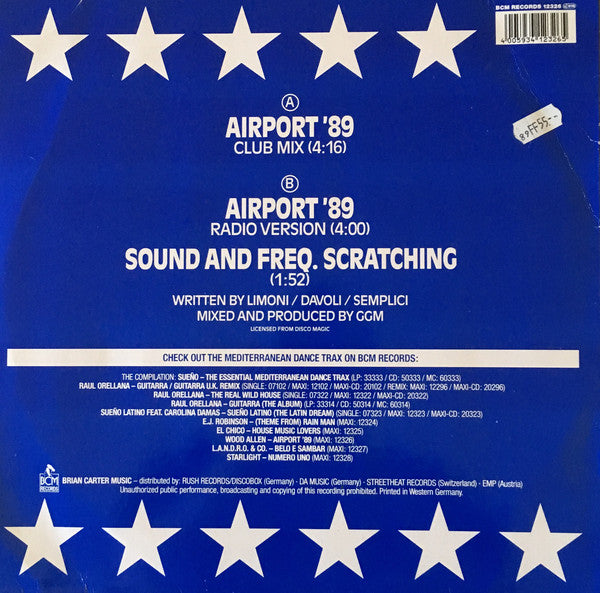 BCM RECORDS 12326
4 005934 123265
89FF55--
A
AIRPORT '89
CLUB MIX (4:16)
B
AIRPORT '89
RADIO VERSION (4:00)
SOUND AND FREQ. SCRATCHING
(1:52)
WRITTEN BY LIMONI / DAVOLI / SEMPLICI
MIXED AND PRODUCED BY GGM
LICENSED FROM DISCO MAGIC
CHECK OUT THE MEDITERRANEAN DANCE TRAX ON BCM RECORDS:
THE COMPILATION: SUEÑO – THE ESSENTIAL MEDITERRANEAN DANCE TRAX (LP: 33333 / CD: 50333 / MC: 60333)
RAUL ORELLANA – GUITARRA / GUITARRA U.K. REMIX (SINGLE: 07102 / MAXI: 12102 / MAXI-CD: 20102 / REMIX: MAXI: 12296 / MAXI-CD: 20296)
RAUL ORELLANA – THE REAL WILD HOUSE (SINGLE: 07322 / MAXI: 12322 / MAXI-CD: 20322)
RAUL ORELLANA – GUITARRA (THE ALBUM) (LP: 33314 / CD: 50314 / MC: 60314)
SUEÑO LATINO FEAT. CAROLINA DAMAS – SUEÑO LATINO (THE LATIN DREAM) (SINGLE: 07323 / MAXI: 12323 / MAXI-CD: 20323)
E.J. ROBINSON – (THEME FROM) RAIN MAN (MAXI: 12324)
EL CHICO – HOUSE MUSIC LOVERS (MAXI: 12325)
WOOD ALLEN – AIRPORT '89 (MAXI: 12326)
L.A.N.D.R.O. & CO. – BELO E SAMBAR (MAXI: 12327)
STARLIGHT – NUMERO UNO (MAXI: 12328)
BCM
RECORDS
BRIAN CARTER MUSIC – distributed by: RUSH RECORDS/DISCOBOX (Germany) · DA MUSIC (Germany) · STREETHEAT RECORDS (Switzerland) · EMP (Austria)
Unauthorized public performance, broadcasting and copying of this recording prohibited. Printed in Western Germany.